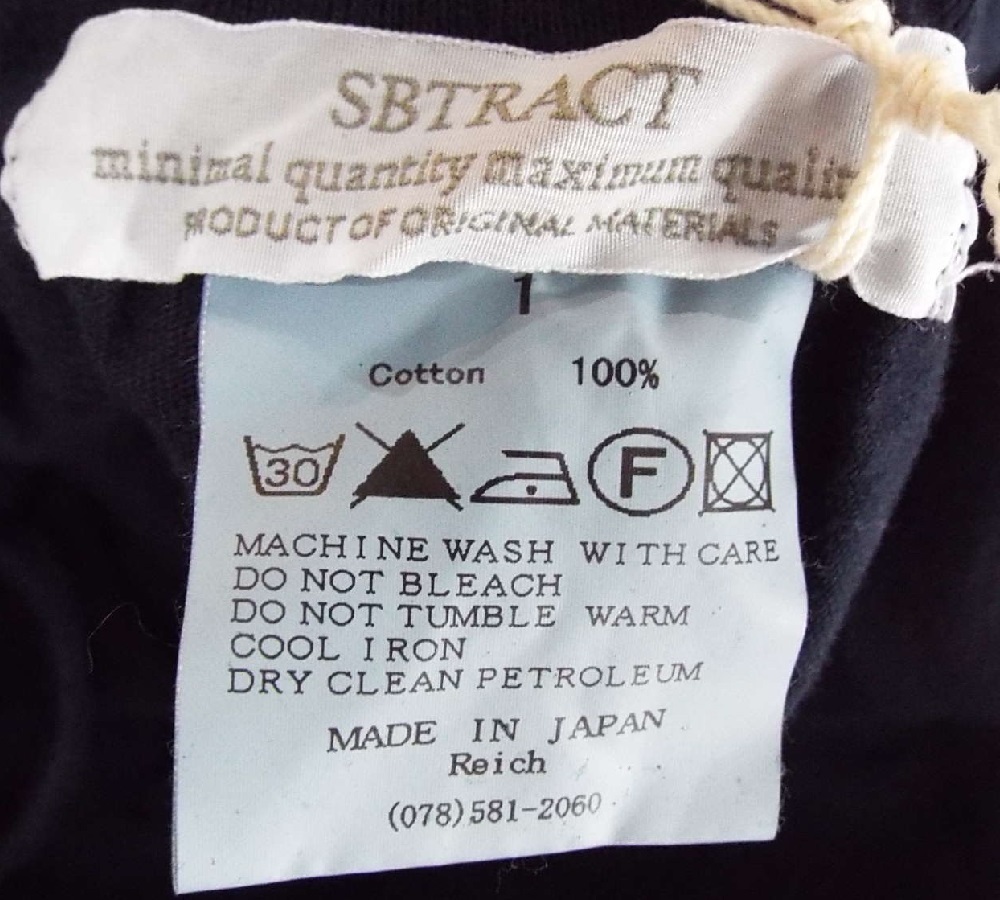 SBTRACT
minimal quantity maximum
PRODUCT OF ORIGINAL MATERIALS
1
Cotton 100%
30 F
MACHINE WASH WITH CARE
DO NOT BLEACH
DO NOT TUMBLE WARM
COOL IRON
DRY CLEAN PETROLEUM
MADE IN JAPAN
Reich
(078)581-2060